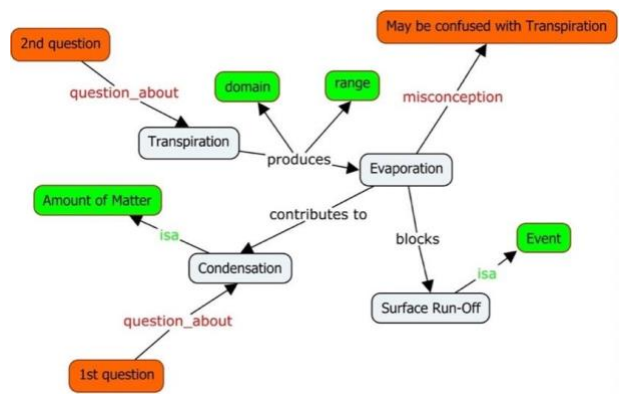 May be confused with Transpiration
2nd question
domain
range
question_about
misconception
Transpiration
produces
Evaporation
Amount of Matter
contributes to
isa
blocks
Event
Condensation
isa
Surface Run-Off
question_about
1st question